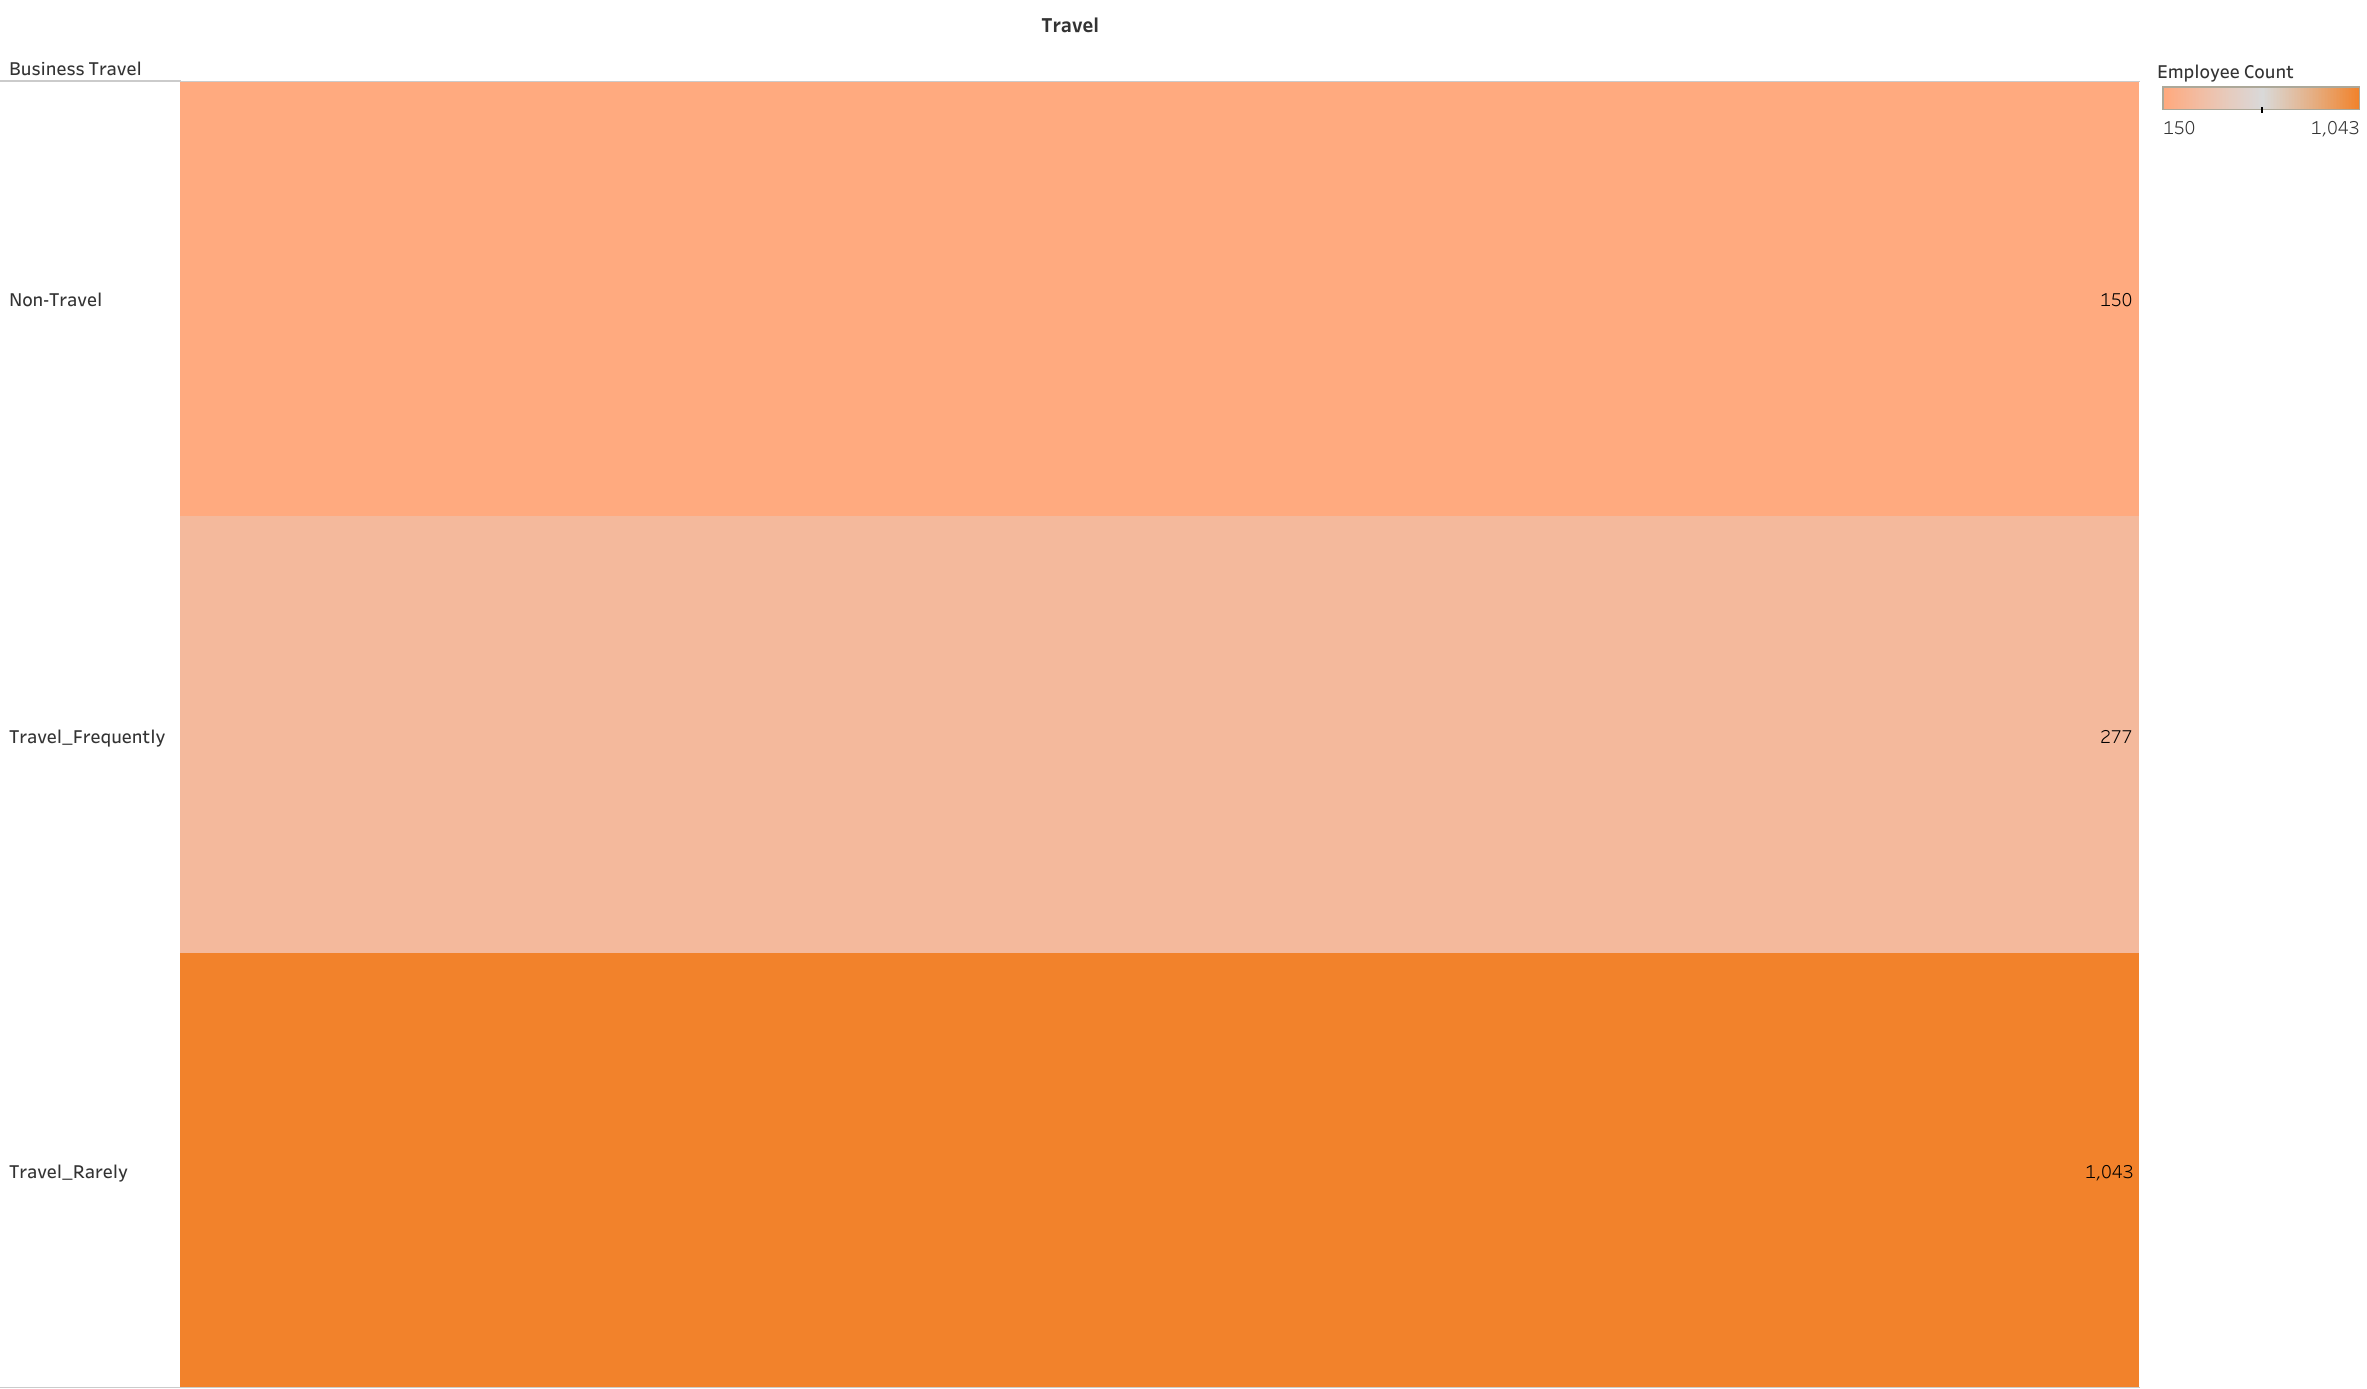 Travel
Business Travel
Employee Count
150 1,043
Non-Travel 150
Travel_Frequently 277
Travel_Rarely 1,043